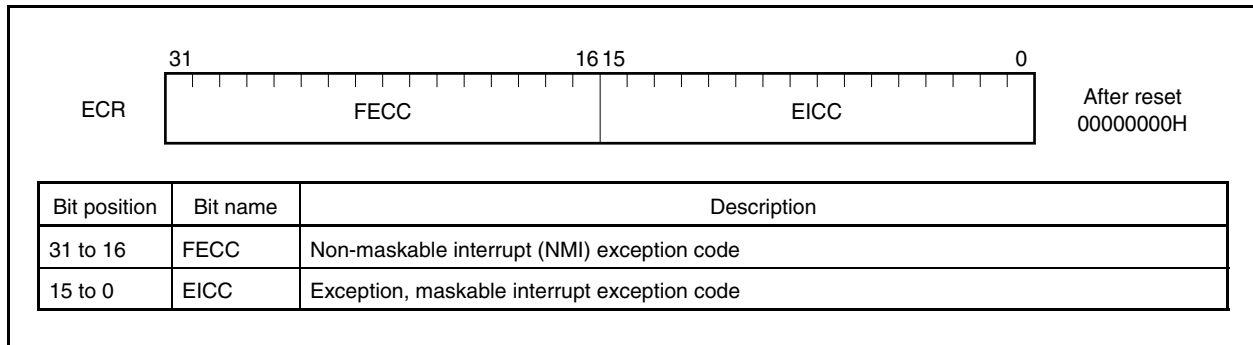 31 16 15 0
ECR FECC EICC After reset
00000000H
Bit position Bit name Description
31 to 16 FECC Non-maskable interrupt (NMI) exception code
15 to 0 EICC Exception, maskable interrupt exception code